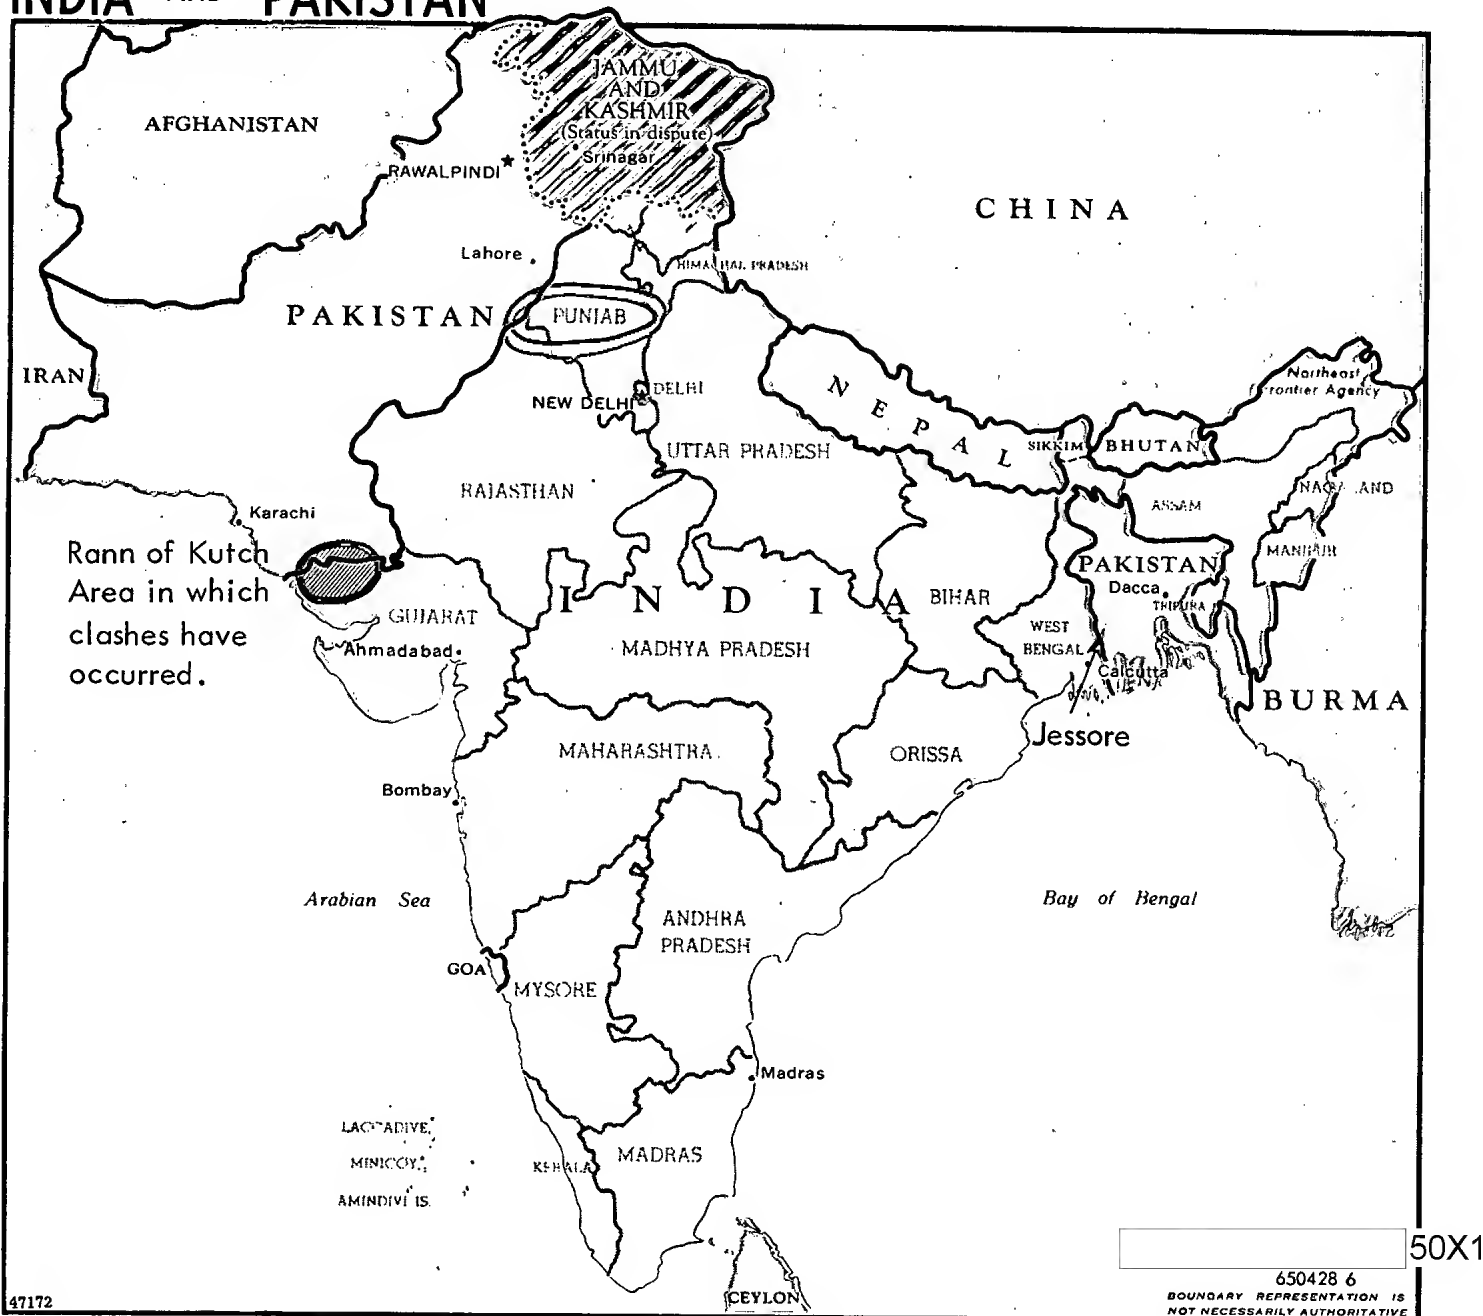 INDIA AND PAKISTAN
JAMMU
AND
KASHMIR
(Status in dispute)
Srinagar
AFGHANISTAN
RAWALPINDI
CHINA
Lahore
HIMACHAL PRADESH
PAKISTAN
PUNJAB
IRAN
Northeast
Frontier Agency
DELHI
NEW DELHI
NEPAL
SIKKIM
BHUTAN
UTTAR PRADESH
RAJASTHAN
NAGALAND
ASSAM
Karachi
Rann of Kutch
Area in which
clashes have
occurred.
MANIPUR
PAKISTAN
Dacca
TRIPURA
INDIA
BIHAR
GUJARAT
WEST
BENGAL
MADHYA PRADESH
Ahmadabad
Calcutta
BURMA
Jessore
MAHARASHTRA
ORISSA
Bombay
Arabian Sea
Bay of Bengal
ANDHRA
PRADESH
GOA
MYSORE
Madras
LACCADIVE,
MINICOY,
AMINDIVI IS.
KERALA
MADRAS
50X1
650428 6
CEYLON
BOUNDARY REPRESENTATION IS
NOT NECESSARILY AUTHORITATIVE
47172